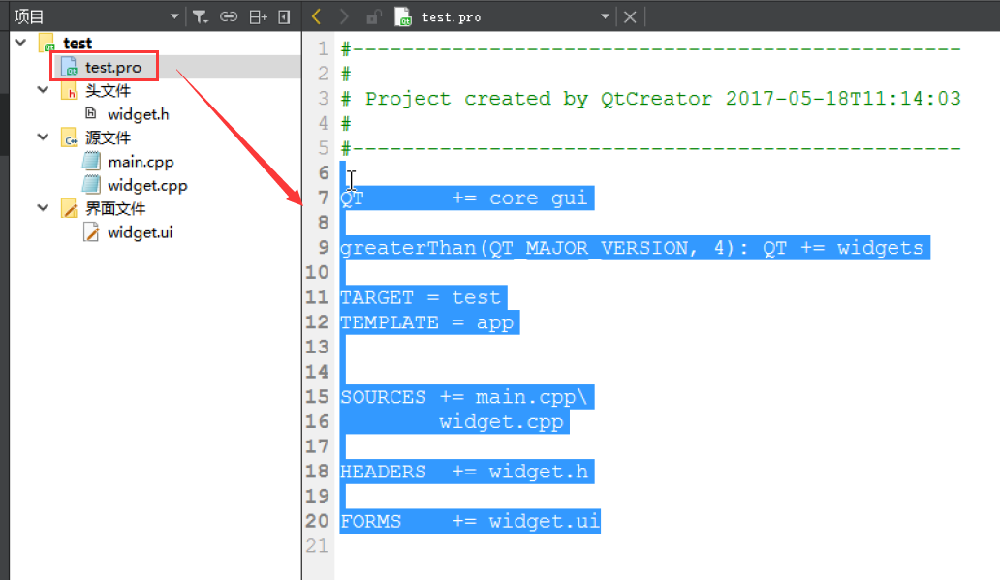 项目
test.pro
test
test.pro
头文件
widget.h
源文件
main.cpp
widget.cpp
界面文件
widget.ui
1 #-------------------------------------------------
2 #
3 # Project created by QtCreator 2017-05-18T11:14:03
4 #
5 #-------------------------------------------------
6
7 QT       += core gui
8
9 greaterThan(QT_MAJOR_VERSION, 4): QT += widgets
10
11 TARGET = test
12 TEMPLATE = app
13
14
15 SOURCES += main.cpp\
16         widget.cpp
17
18 HEADERS  += widget.h
19
20 FORMS    += widget.ui
21